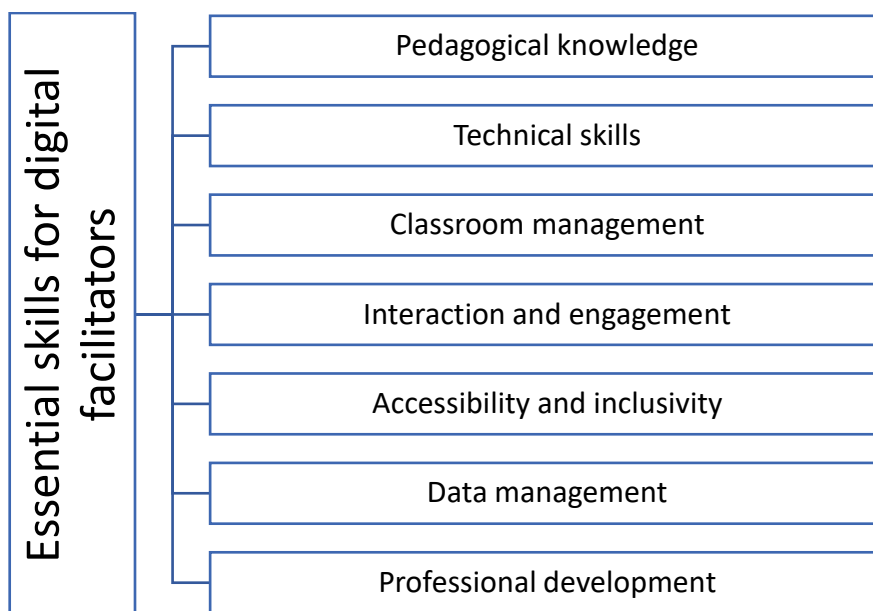 Essential skills for digital
facilitators
Pedagogical knowledge
Technical skills
Classroom management
Interaction and engagement
Accessibility and inclusivity
Data management
Professional development